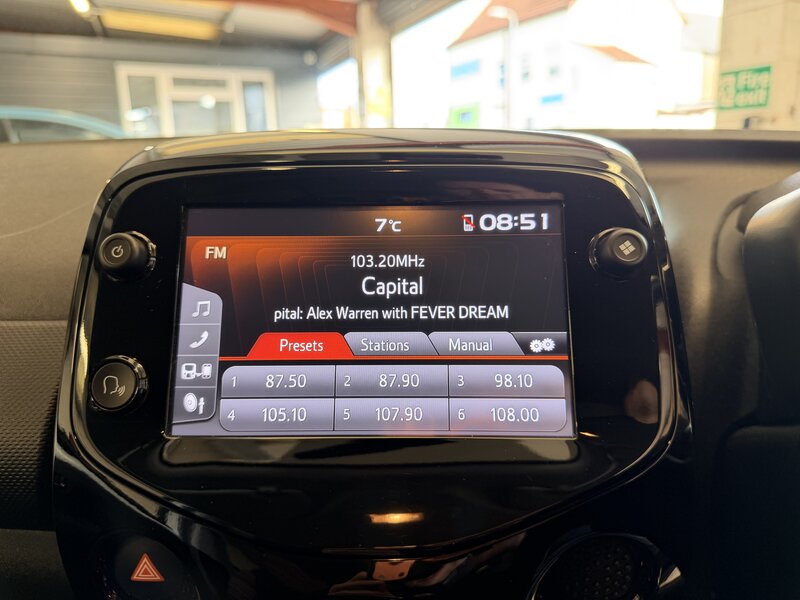 Fire
exit
7°C 08:51
FM
103.20MHz
Capital
pital: Alex Warren with FEVER DREAM
Presets Stations Manual
1 87.50 2 87.90 3 98.10
4 105.10 5 107.90 6 108.00